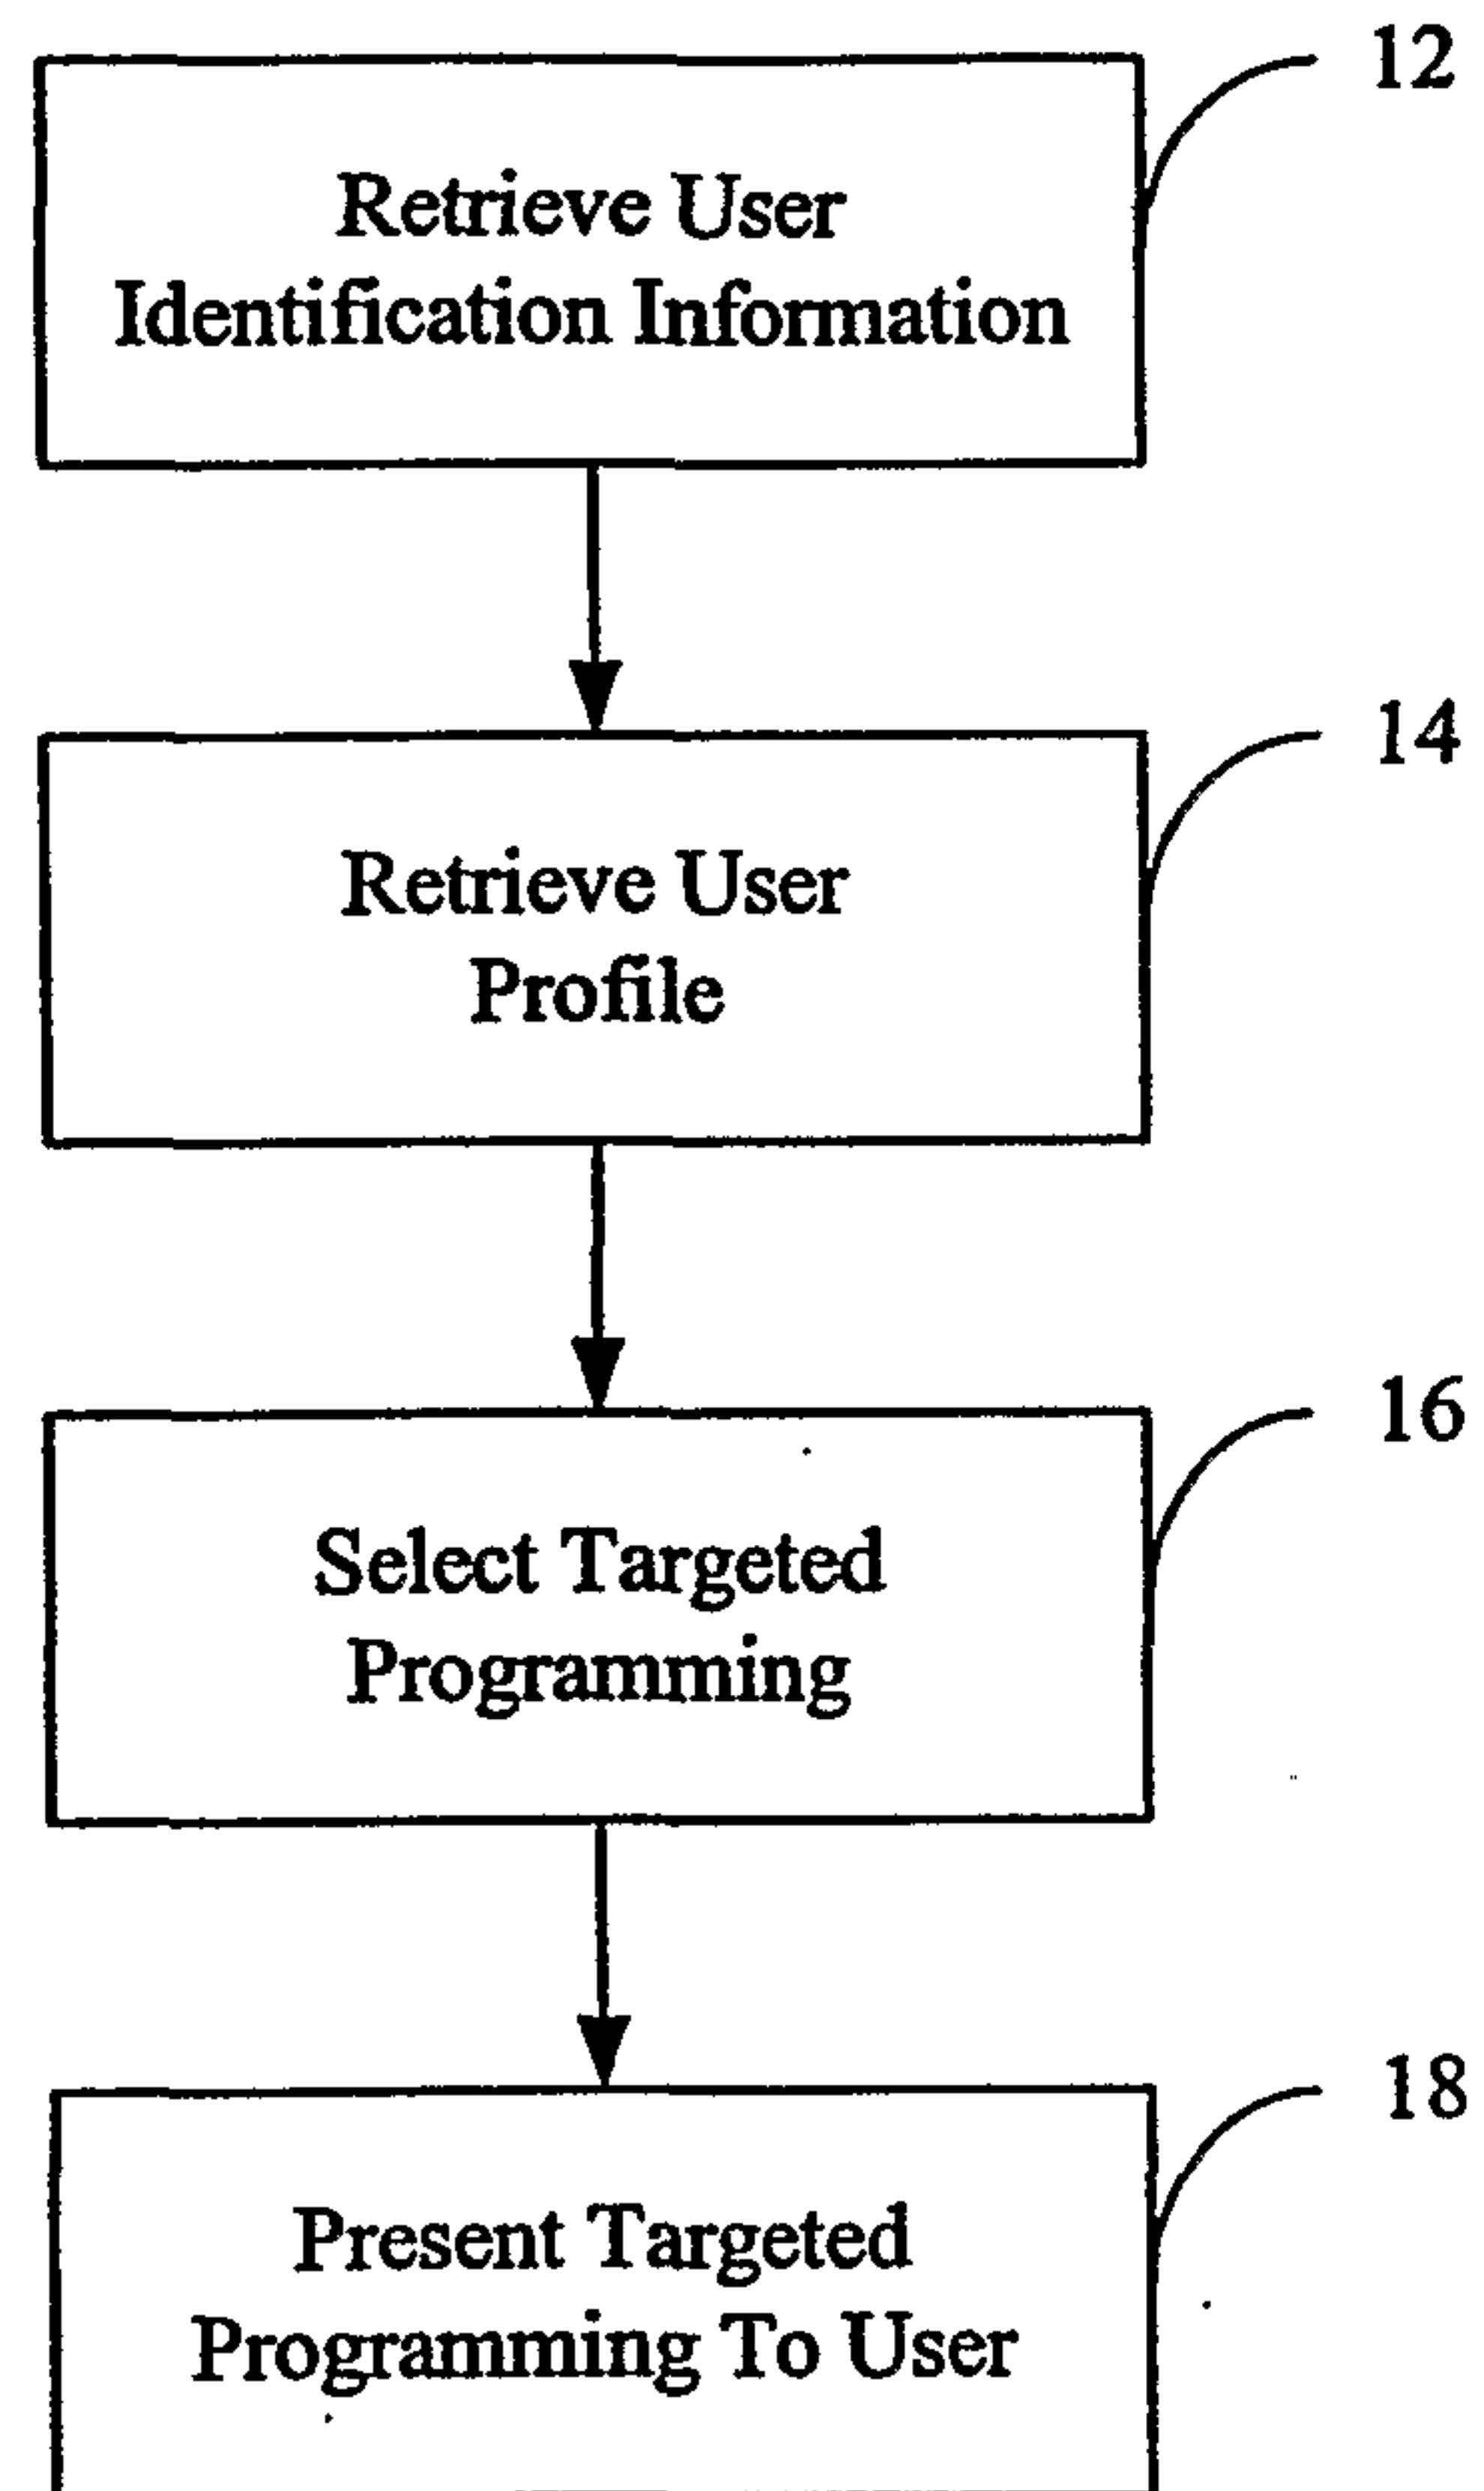 12
Retrieve User
Identification Information
14
Retrieve User
Profile
16
Select Targeted
Programming
18
Present Targeted
Programming To User